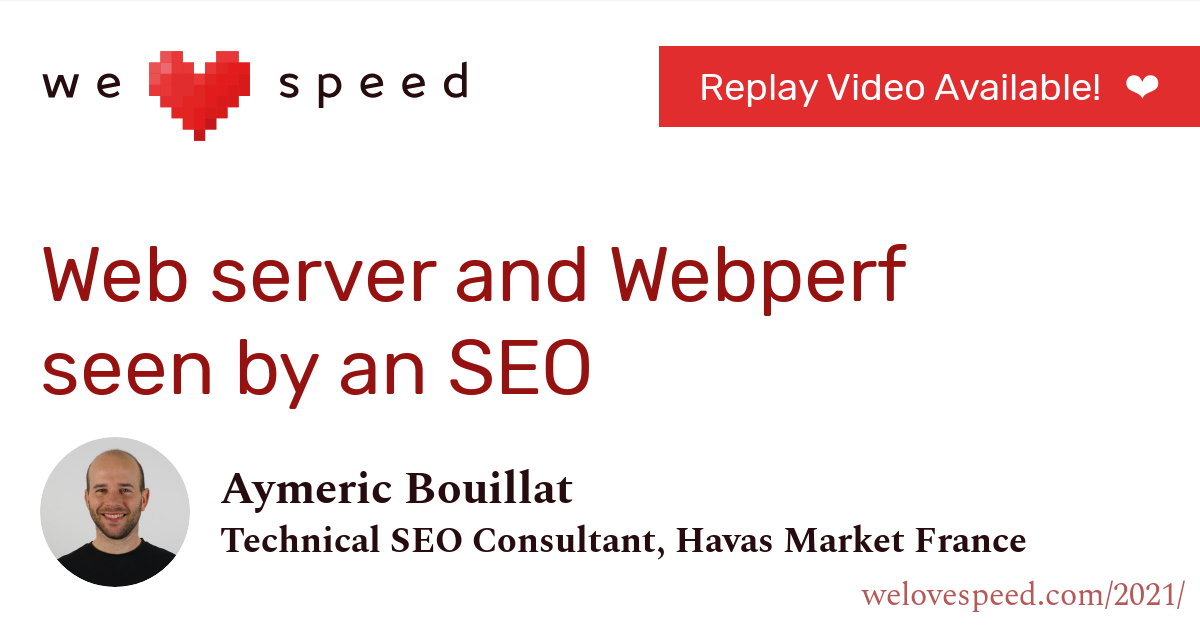 we ❤ speed
Replay Video Available! ❤
Web server and Webperf
seen by an SEO
Aymeric Bouillat
Technical SEO Consultant, Havas Market France
welovespeed.com/2021/